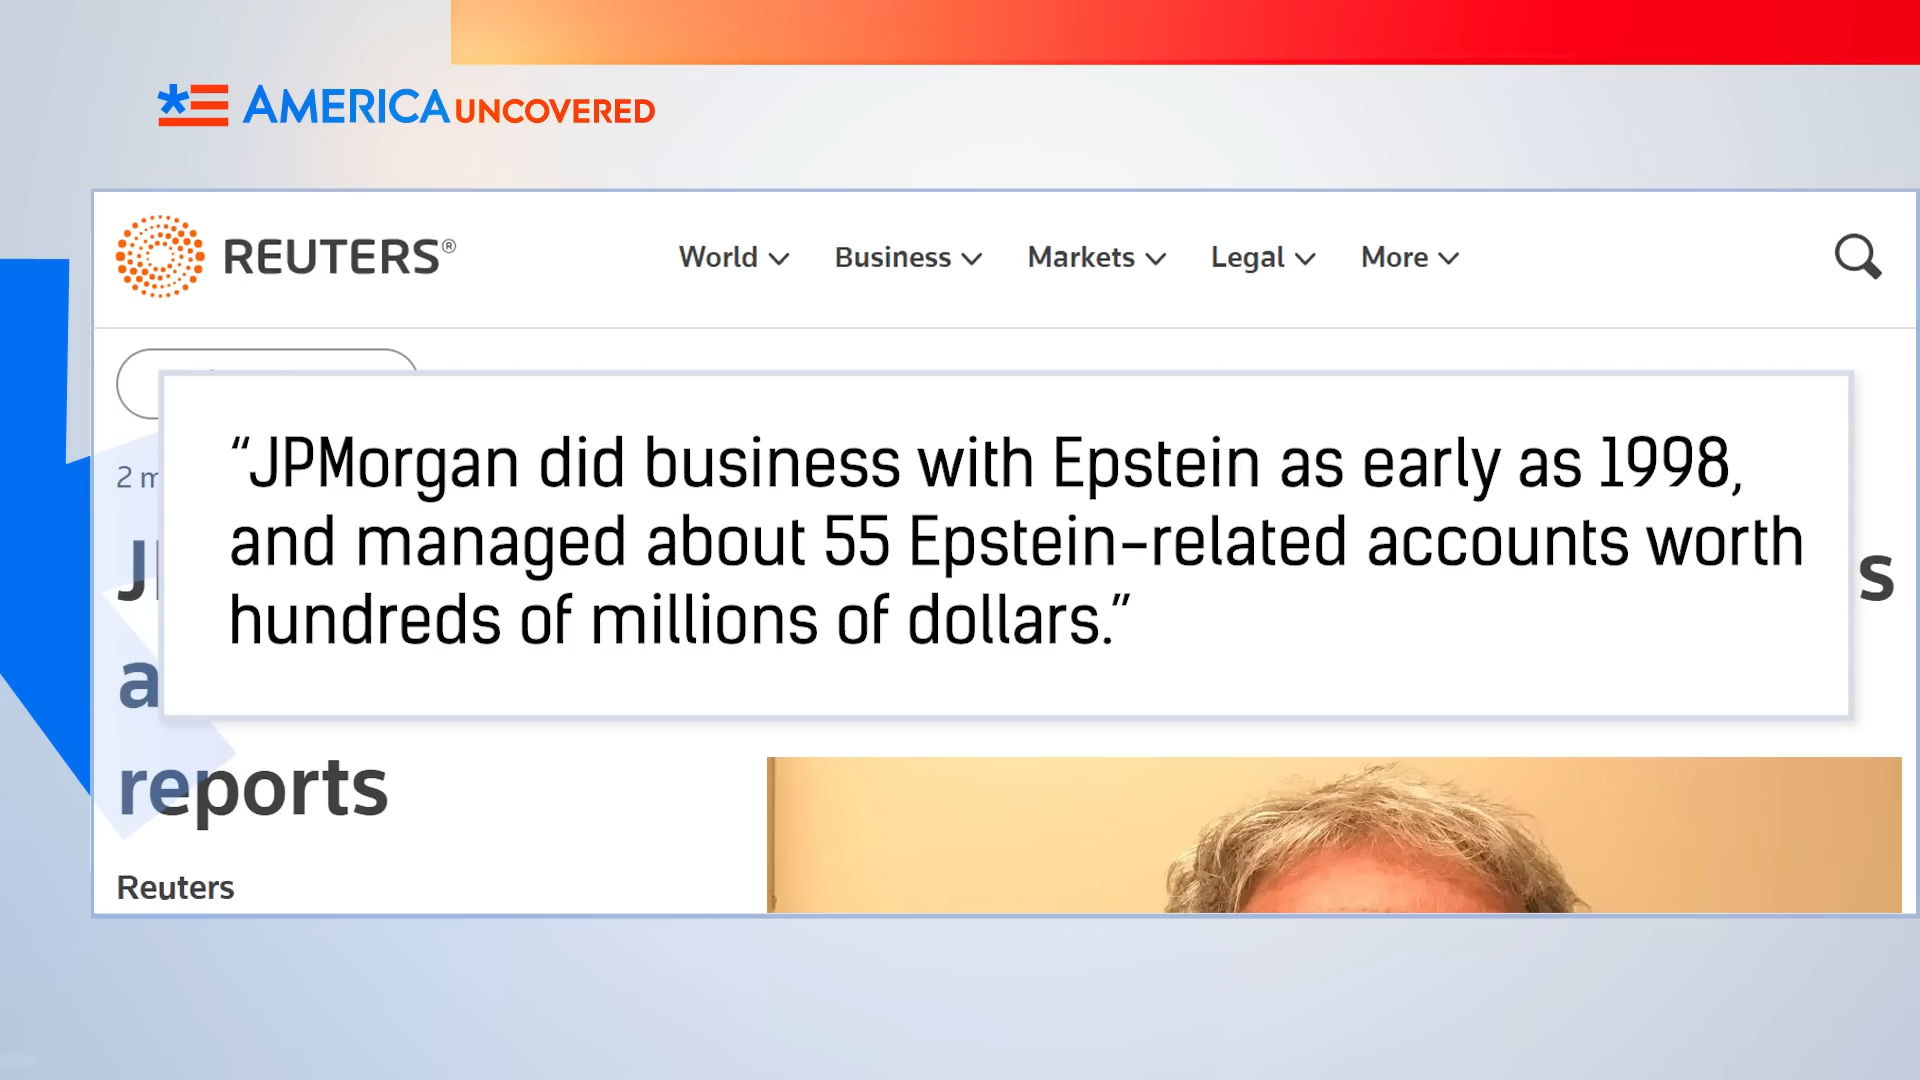 AMERICA UNCOVERED
REUTERS®
World Business Markets Legal More
“JPMorgan did business with Epstein as early as 1998,
and managed about 55 Epstein-related accounts worth
hundreds of millions of dollars.”
reports
Reuters